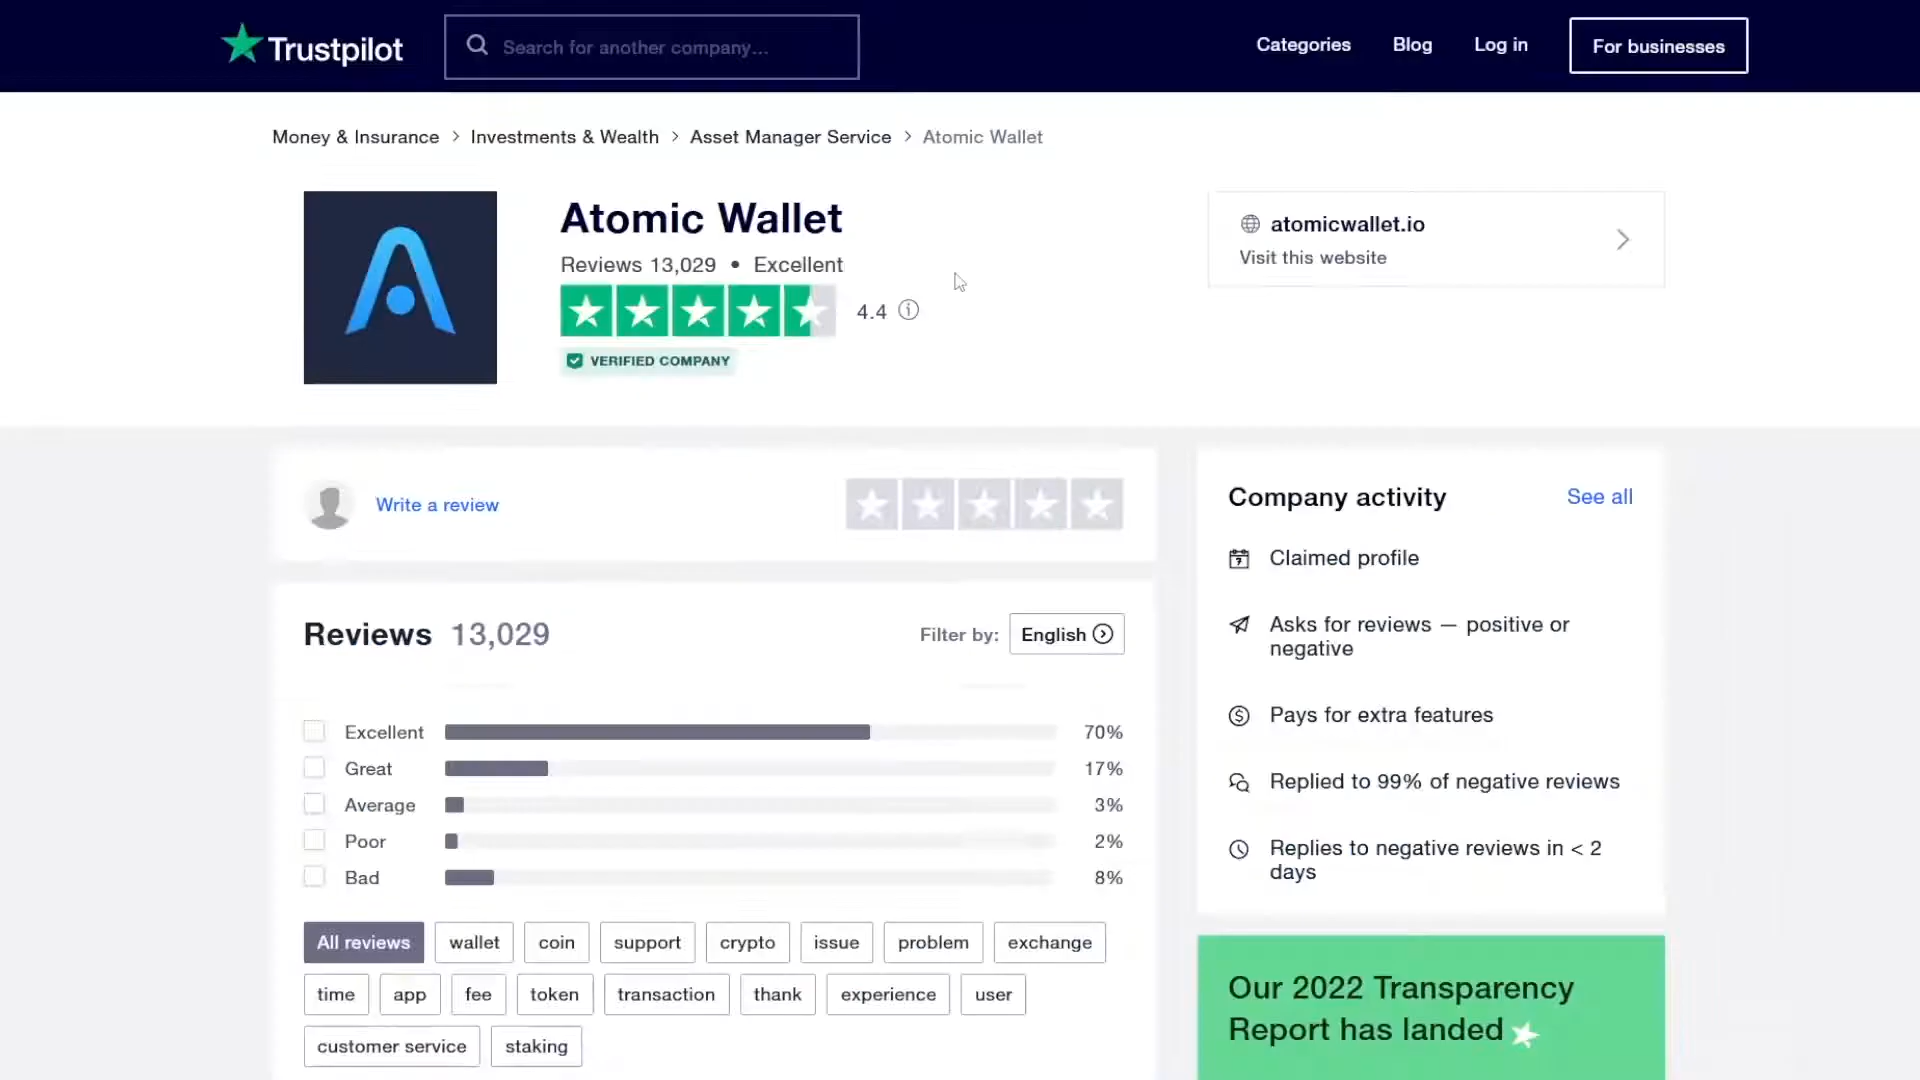 Trustpilot
Search for another company...
Categories
Blog
Log in
For businesses
Money & Insurance > Investments & Wealth > Asset Manager Service > Atomic Wallet
Atomic Wallet
Reviews 13,029 • Excellent
4.4
VERIFIED COMPANY
atomicwallet.io
Visit this website
Write a review
Reviews 13,029
Filter by: English
Excellent 70%
Great 17%
Average 3%
Poor 2%
Bad 8%
All reviews wallet coin support crypto issue problem exchange
time app fee token transaction thank experience user
customer service staking
Company activity See all
Claimed profile
Asks for reviews — positive or
negative
Pays for extra features
Replied to 99% of negative reviews
Replies to negative reviews in < 2
days
Our 2022 Transparency
Report has landed